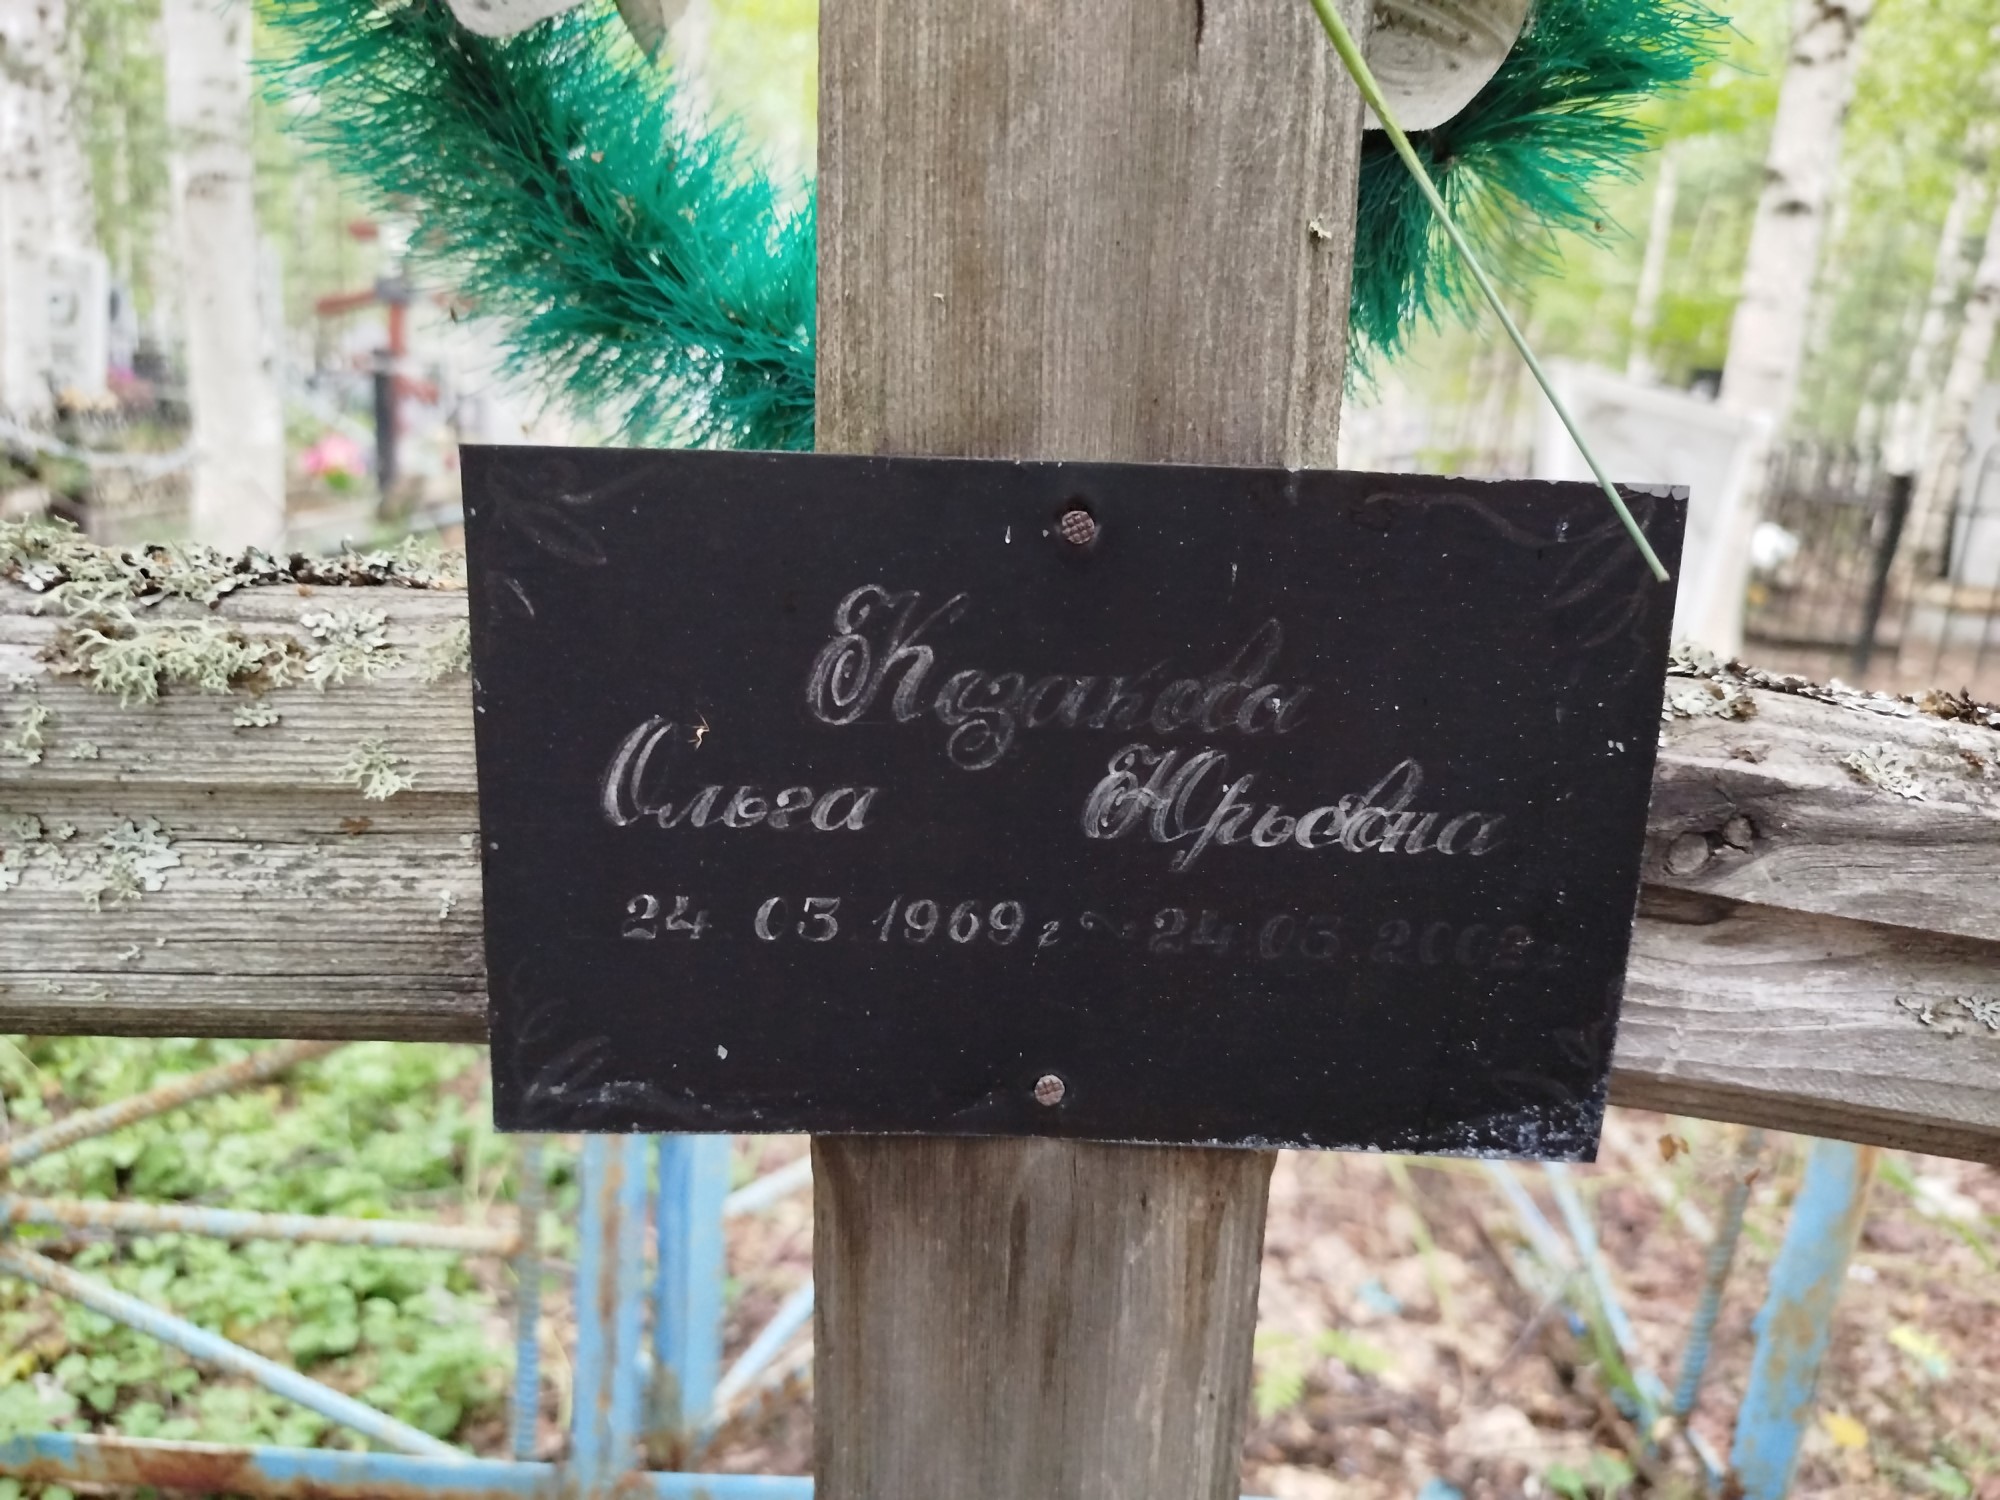 Казакова
Ольга Юрьевна
24 03 1969г ~ 24.03.2002г